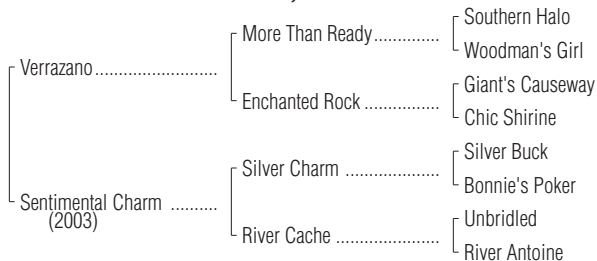 Southern Halo
More Than Ready
Woodman's Girl
Verrazano
Giant's Causeway
Enchanted Rock
Chic Shirine
Silver Buck
Silver Charm
Bonnie's Poker
Sentimental Charm
(2003)
Unbridled
River Cache
River Antoine